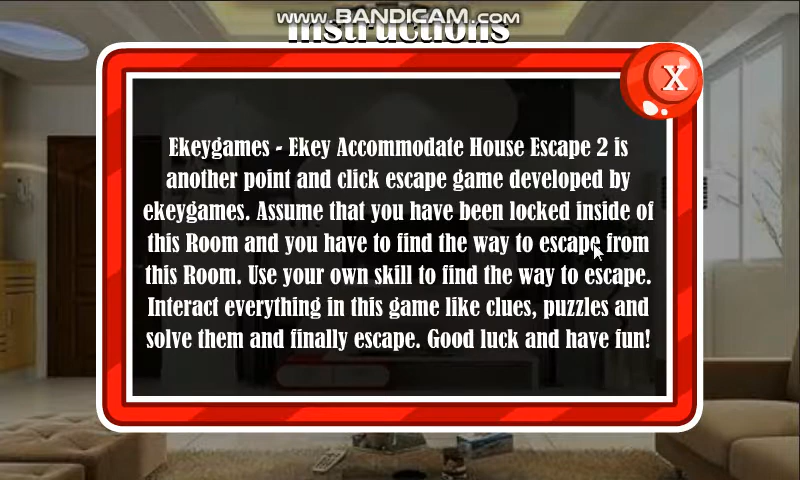 www.BANDICAM.com
Instructions
X
Ekeygames - Ekey Accommodate House Escape 2 is
another point and click escape game developed by
ekeygames. Assume that you have been locked inside of
this Room and you have to find the way to escape from
this Room. Use your own skill to find the way to escape.
Interact everything in this game like clues, puzzles and
solve them and finally escape. Good luck and have fun!